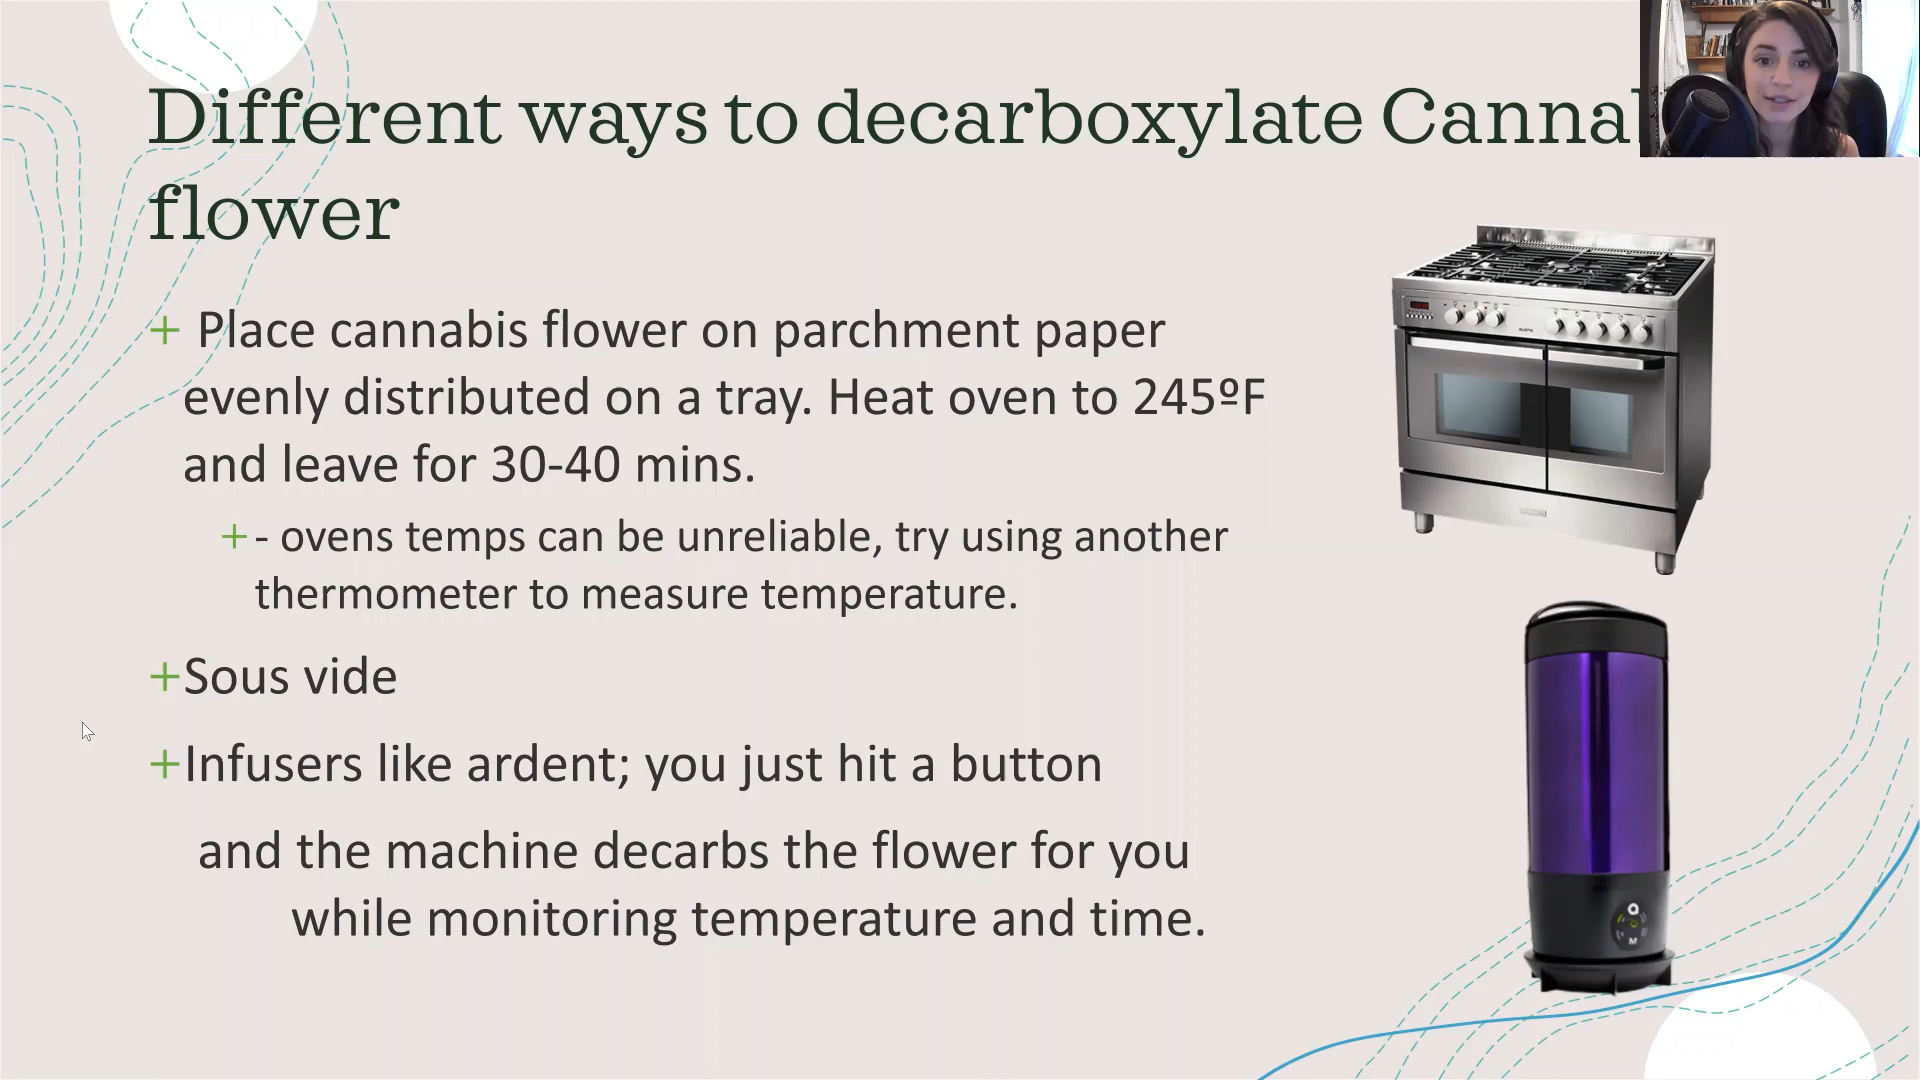 Different ways to decarboxylate
flower
+ Place cannabis flower on parchment paper
evenly distributed on a tray. Heat oven to 245ºF
and leave for 30-40 mins.
+ - ovens temps can be unreliable, try using another
thermometer to measure temperature.
+Sous vide
+Infusers like ardent; you just hit a button
and the machine decarbs the flower for you
while monitoring temperature and time.
M